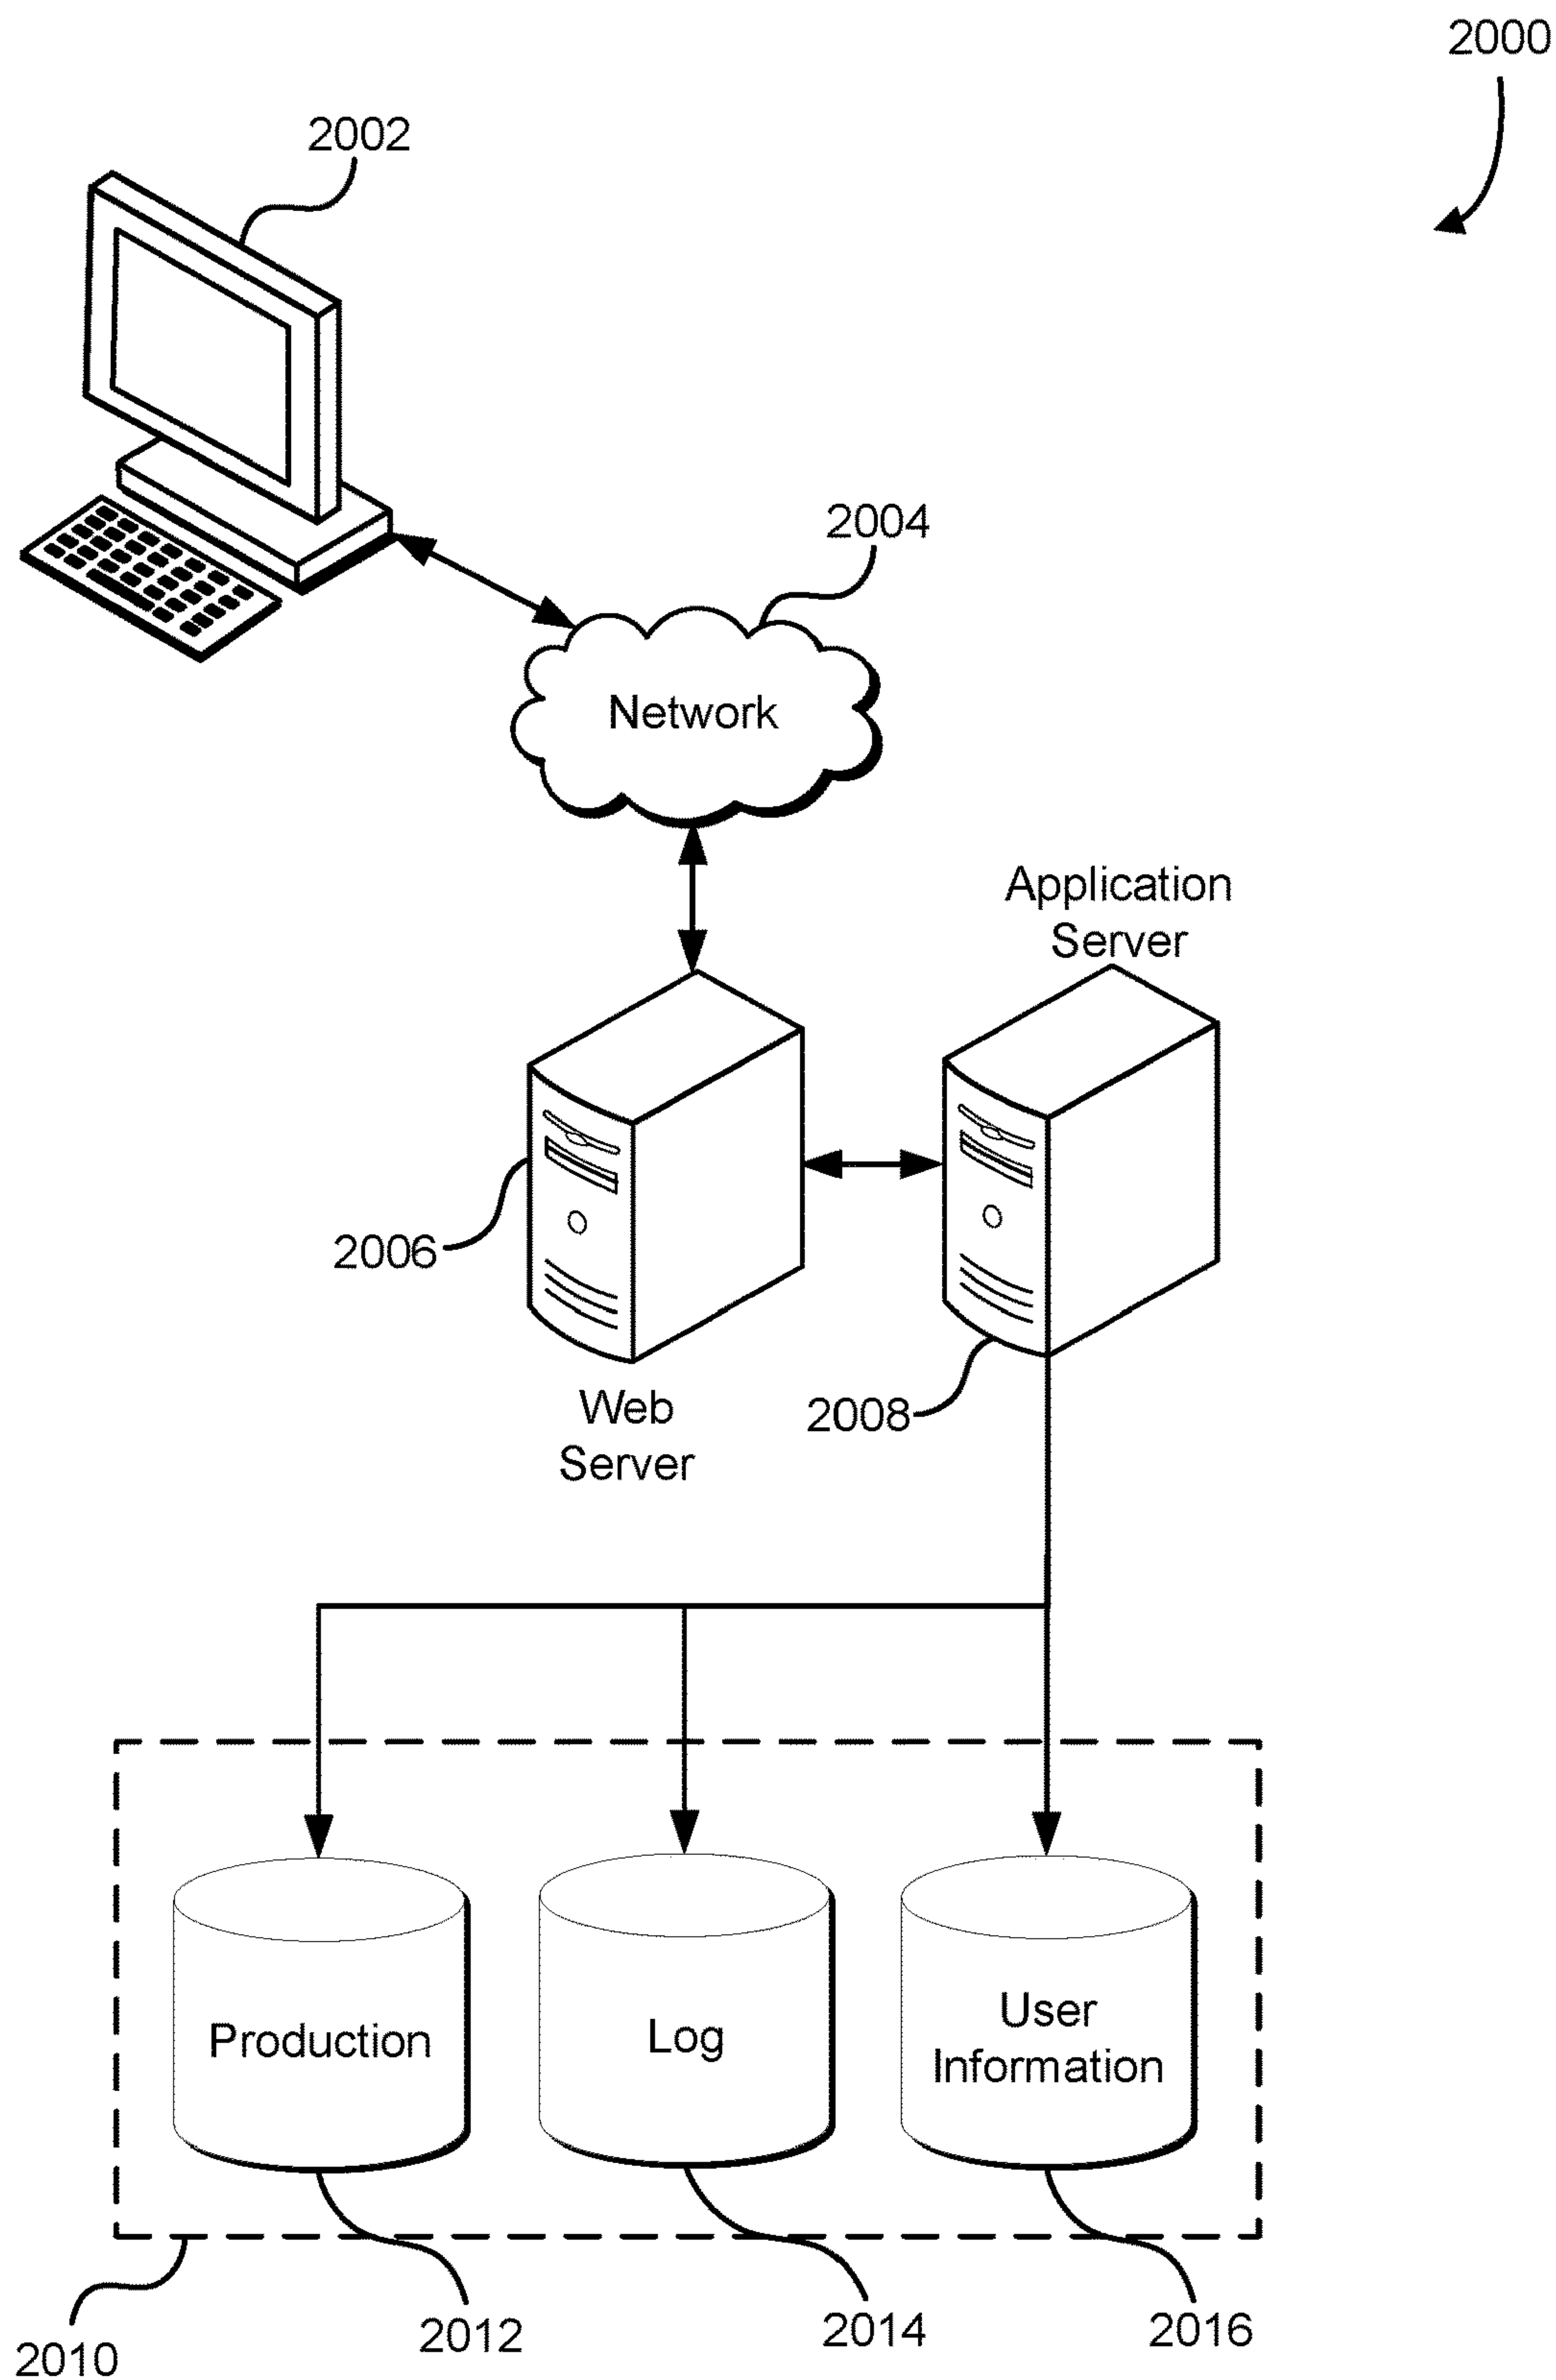 2000
2002
2004
Network
Application
Server
2006
2008
Web
Server
Production
Log
User
Information
2010
2012
2014
2016